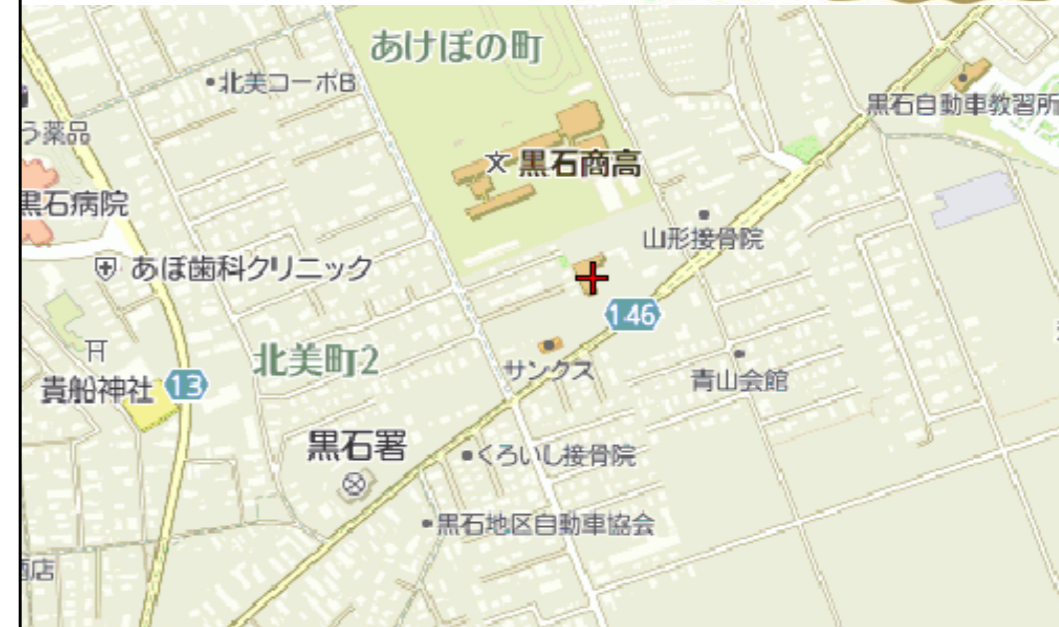 あけぼの町
北美コーポB
黒石自動車教習所
う薬品
黒石商高
黒石病院
山形接骨院
あぼ歯科クリニック
146
北美町2
サンクス
青山会館
貴船神社
13
黒石署
くろいし接骨院
黒石地区自動車協会
店